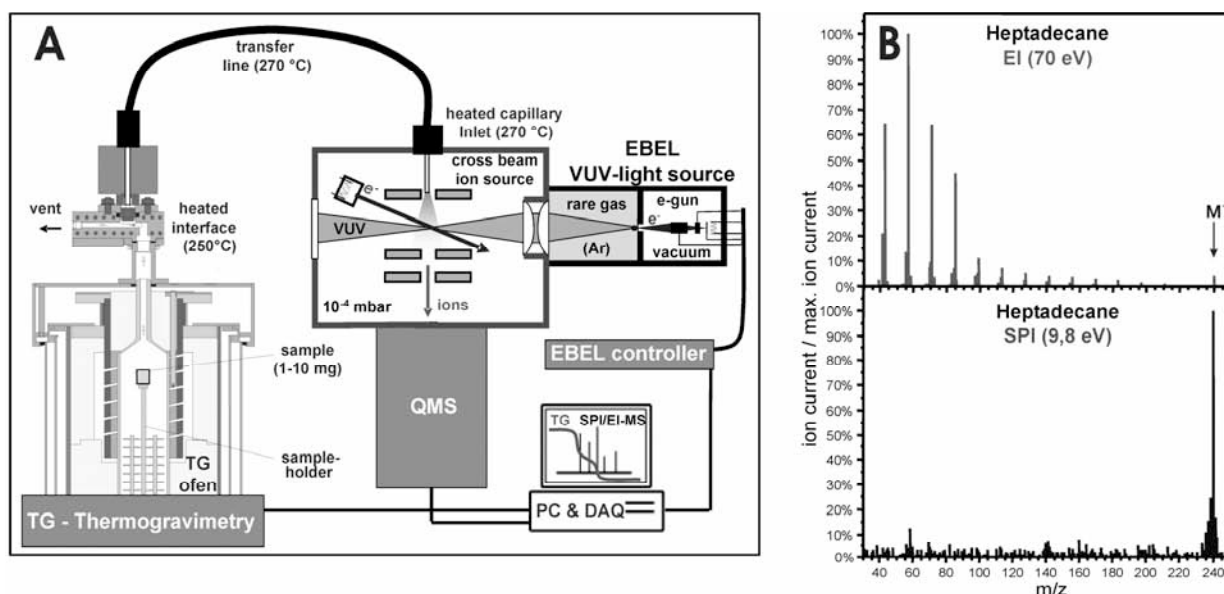 A
transfer
line (270 °C)
heated capillary
Inlet (270 °C)
cross beam
ion source
EBEL
VUV-light source
vent
heated
interface
(250°C)
e-
VUV
rare gas
(Ar)
e-gun
e-
vacuum
10-4 mbar
ions
sample
(1-10 mg)
EBEL controller
QMS
TG SPI/EI-MS
sample-
holder
TG
ofen
TG - Thermogravimetry
PC & DAQ
B
Heptadecane
EI (70 eV)
100%
90%
80%
70%
60%
50%
40%
30%
20%
10%
0%
M+
ion current / max. ion current
Heptadecane
SPI (9,8 eV)
100%
90%
80%
70%
60%
50%
40%
30%
20%
10%
0%
40 60 80 100 120 140 160 180 200 220 240
m/z